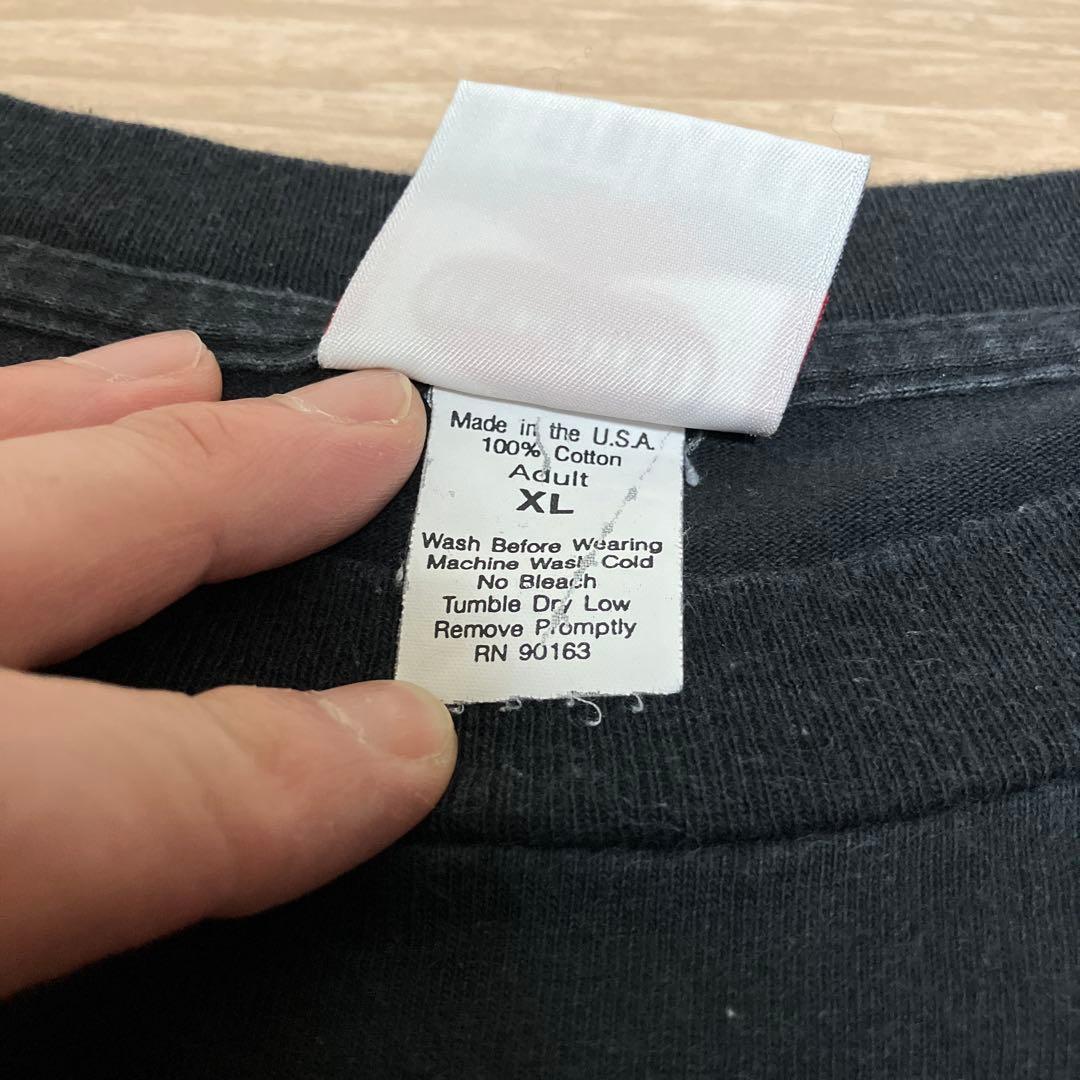 Made in the U.S.A.
100% Cotton
Adult
XL
Wash Before Wearing
Machine Wash Cold
No Bleach
Tumble Dry Low
Remove Promptly
RN 90163